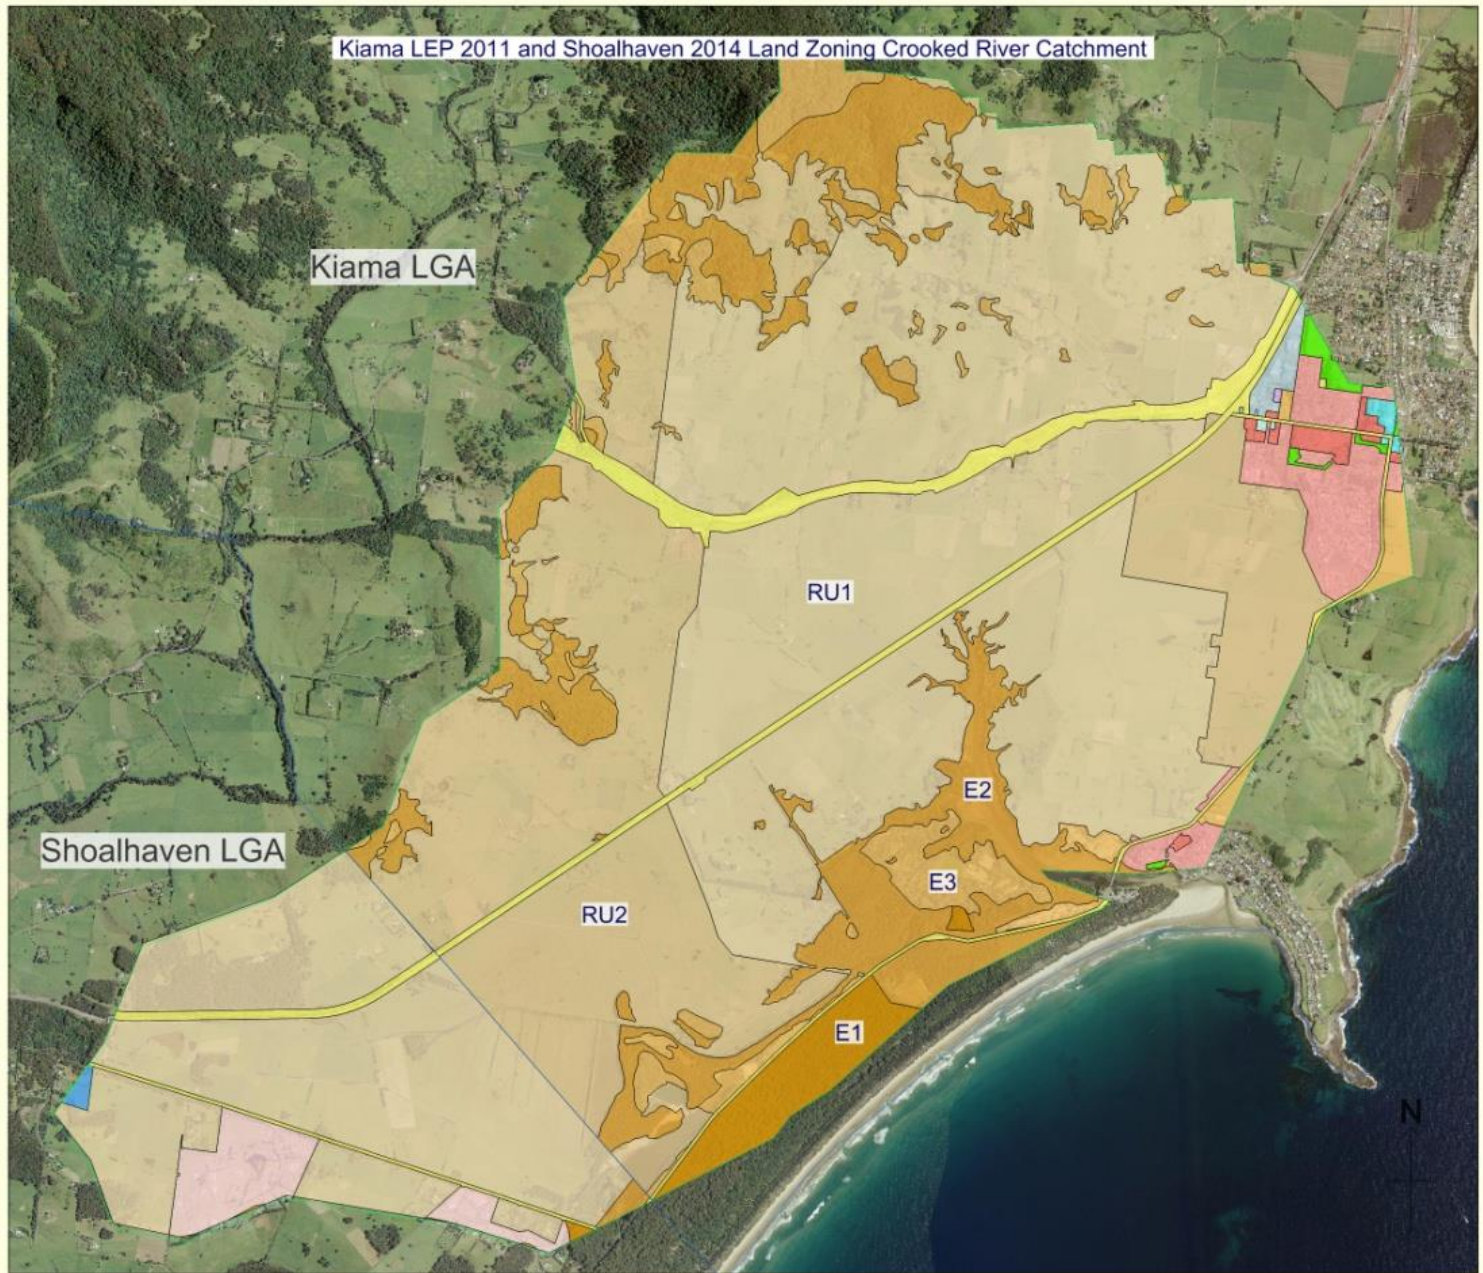 Kiama LEP 2011 and Shoalhaven 2014 Land Zoning Crooked River Catchment
Kiama LGA
RU1
E2
Shoalhaven LGA
E3
RU2
E1
N